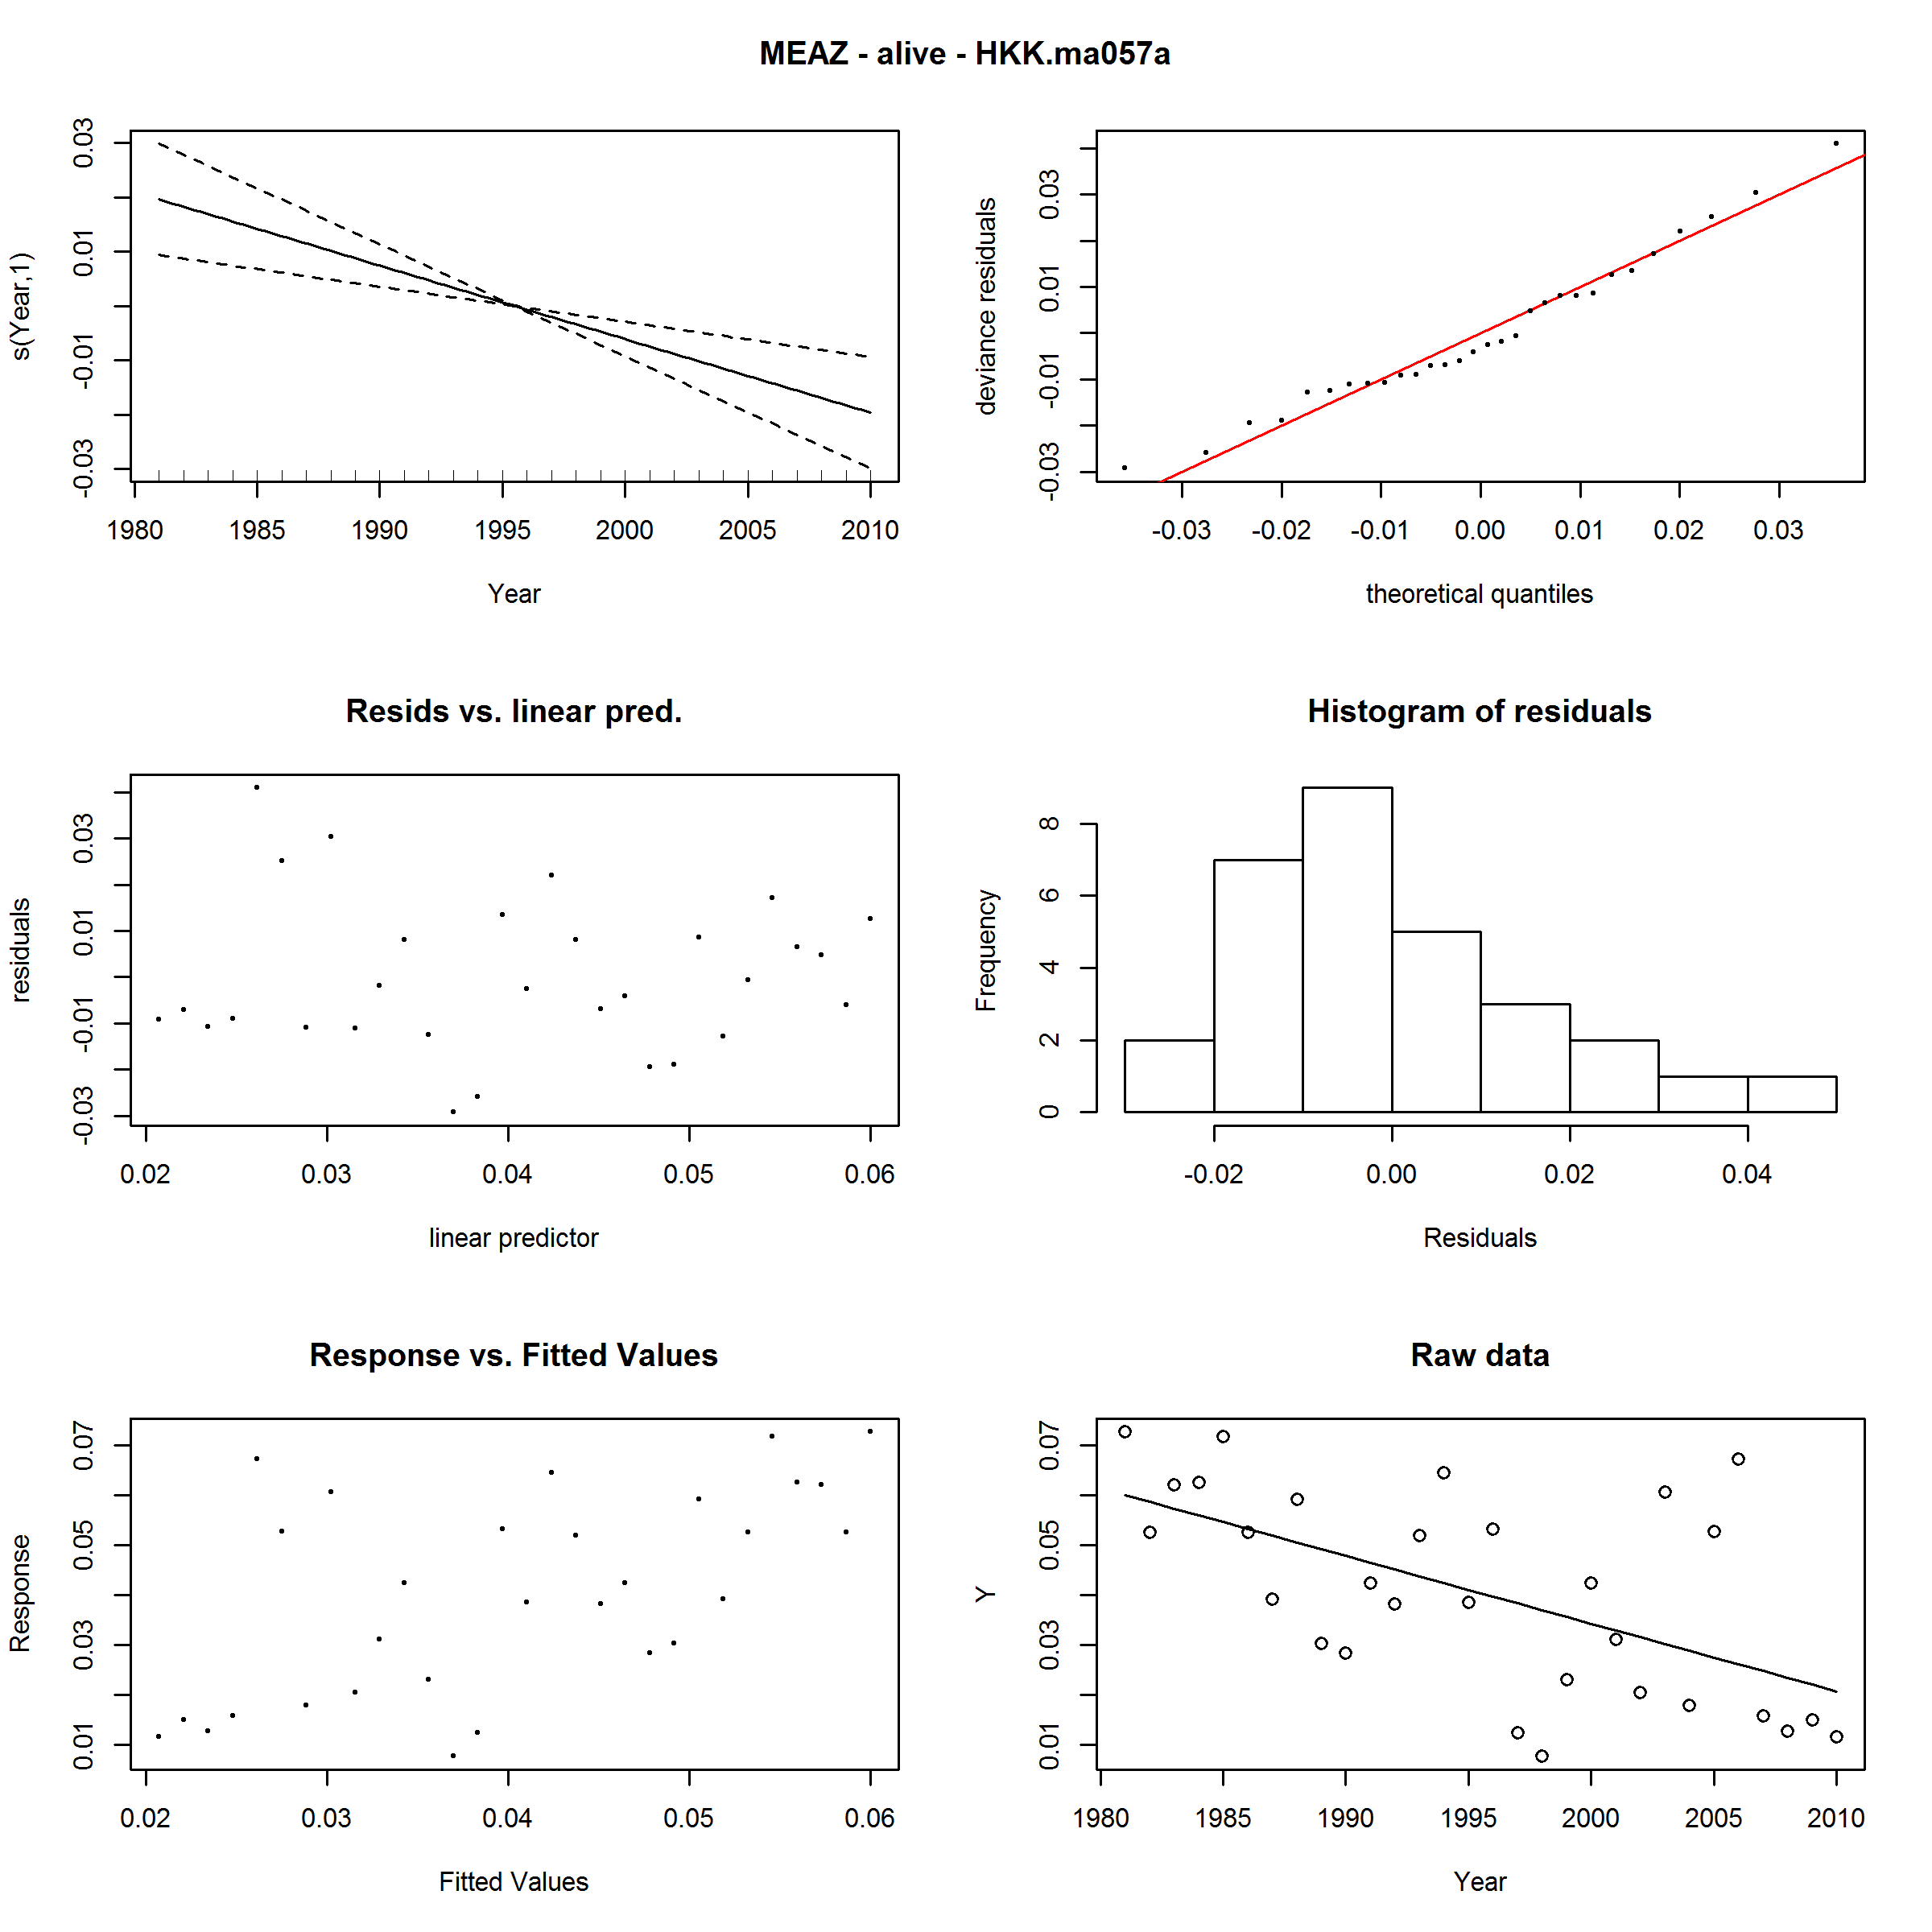 MEAZ - alive - HKK.ma057a
s(Year,1)
0.03
0.01
-0.01
-0.03
1980 1985 1990 1995 2000 2005 2010
Year
deviance residuals
0.03
0.01
-0.01
-0.03
-0.03 -0.02 -0.01 0.00 0.01 0.02 0.03
theoretical quantiles
Resids vs. linear pred.
residuals
0.03
0.01
-0.01
-0.03
0.02 0.03 0.04 0.05 0.06
linear predictor
Histogram of residuals
Frequency
8
6
4
2
0
-0.02 0.00 0.02 0.04
Residuals
Response vs. Fitted Values
Response
0.07
0.05
0.03
0.01
0.02 0.03 0.04 0.05 0.06
Fitted Values
Raw data
Y
0.07
0.05
0.03
0.01
1980 1985 1990 1995 2000 2005 2010
Year